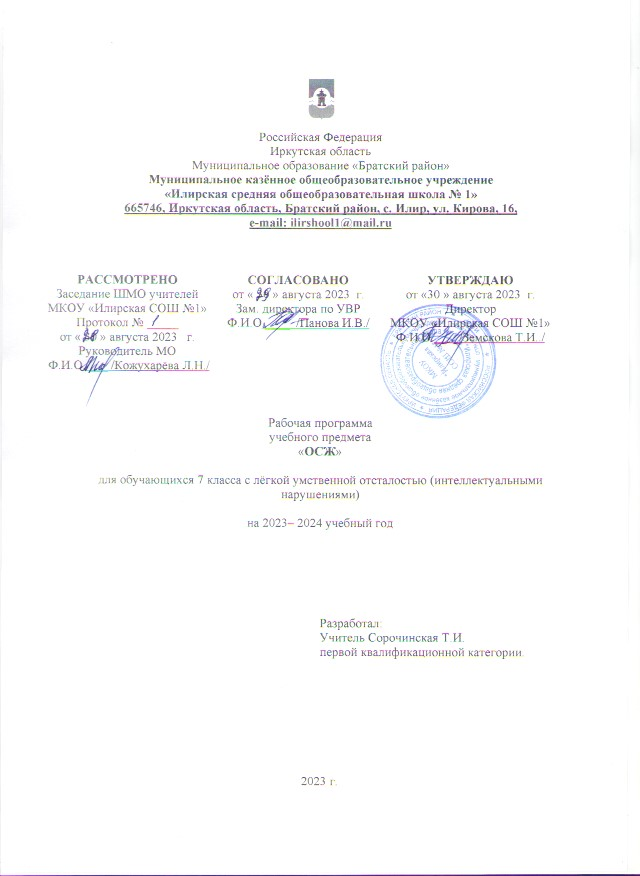 Российская Федерация
Иркутская область
Муниципальное образование «Братский район»
Муниципальное казённое общеобразовательное учреждение
«Илирская средняя общеобразовательная школа № 1»
665746, Иркутская область, Братский район, с. Илир, ул. Кирова, 16,
e-mail: ilirshool1@mail.ru
РАССМОТРЕНО
Заседание ШМО учителей
МКОУ «Илирская СОШ №1»
Протокол № 1
от « » августа 2023 г.
Руководитель МО
Ф.И.О. /Кожухарёва Л.Н./
СОГЛАСОВАНО
от «29» августа 2023 г.
Зам. директора по УВР
Ф.И.О. /Панова И.В./
УТВЕРЖДАЮ
от «30 » августа 2023 г.
Директор
МКОУ «Илирская СОШ №1»
Ф.И.О. /Земскова Т.И. /
Рабочая программа
учебного предмета
«ОСЖ»
для обучающихся 7 класса с лёгкой умственной отсталостью (интеллектуальными
нарушениями)
на 2023– 2024 учебный год
Разработал:
Учитель Сорочинская Т.И.
первой квалификационной категории.
2023 г.